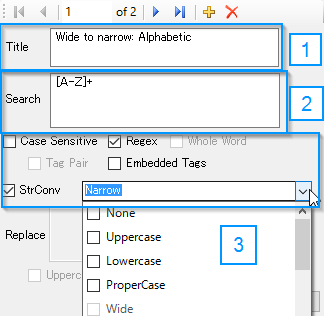 1 of 2
Title Wide to narrow: Alphabetic 1
Search [A-Z]+ 2
Case Sensitive Regex Whole Word
Tag Pair Embedded Tags
StrConv Narrow
None
Replace Uppercase 3
Lowercase
Upperc ProperCase
Wide